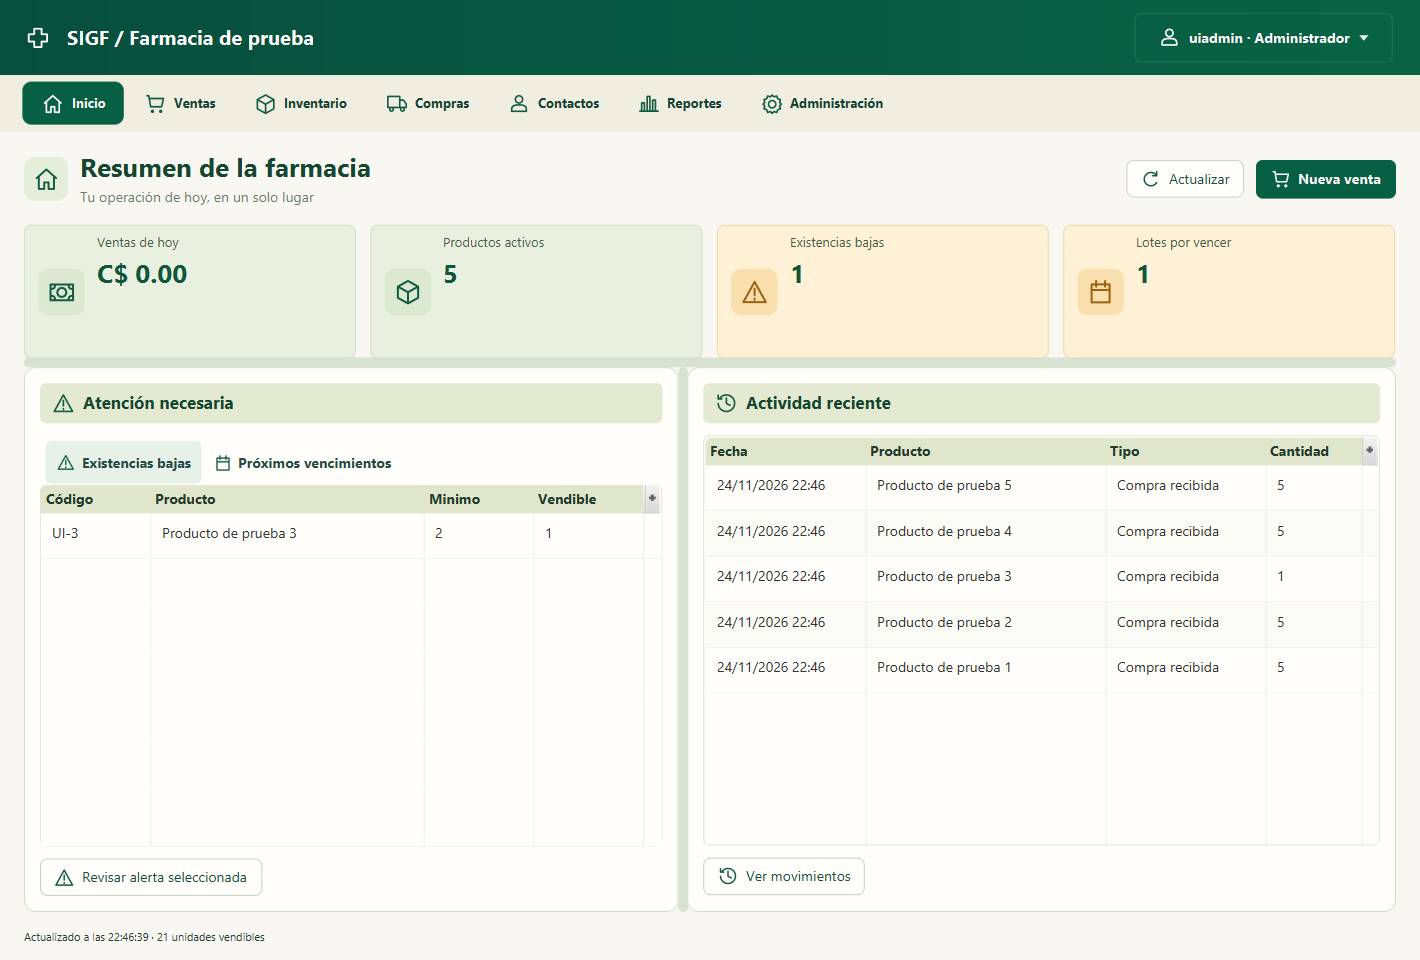 SIGF / Farmacia de prueba
uiadmin · Administrador
Inicio
Ventas
Inventario
Compras
Contactos
Reportes
Administración
Resumen de la farmacia
Tu operación de hoy, en un solo lugar
Actualizar
Nueva venta
Ventas de hoy
C$ 0.00
Productos activos
5
Existencias bajas
1
Lotes por vencer
1
Atención necesaria
Existencias bajas
Próximos vencimientos
Código Producto Minimo Vendible +
UI-3 Producto de prueba 3 2 1
Revisar alerta seleccionada
Actividad reciente
Fecha Producto Tipo Cantidad +
24/11/2026 22:46 Producto de prueba 5 Compra recibida 5
24/11/2026 22:46 Producto de prueba 4 Compra recibida 5
24/11/2026 22:46 Producto de prueba 3 Compra recibida 1
24/11/2026 22:46 Producto de prueba 2 Compra recibida 5
24/11/2026 22:46 Producto de prueba 1 Compra recibida 5
Ver movimientos
Actualizado a las 22:46:39 · 21 unidades vendibles